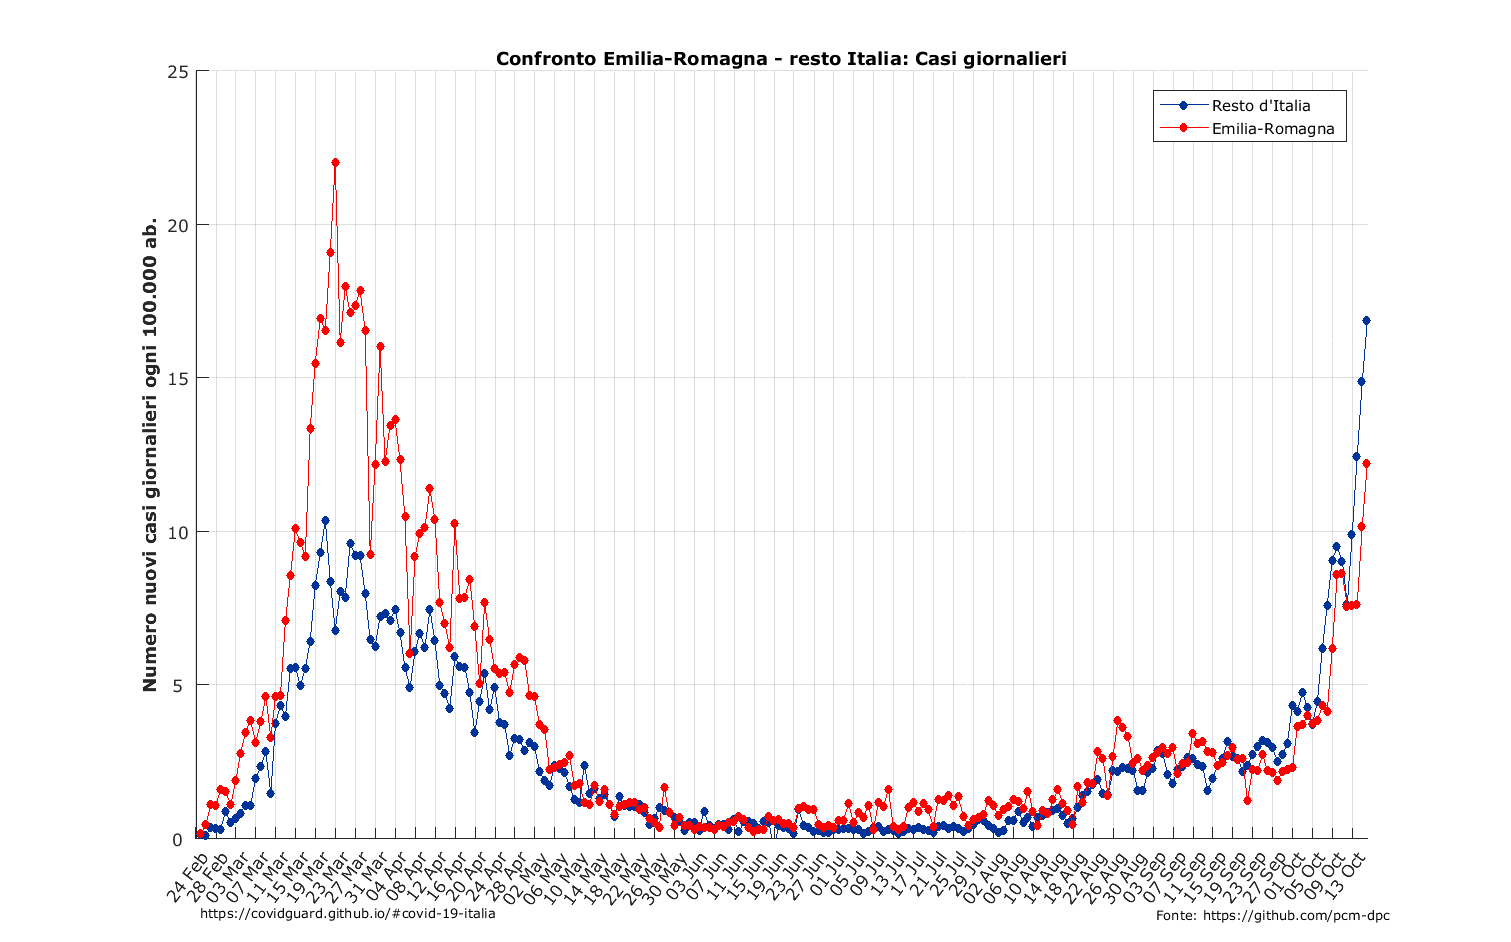 Confronto Emilia-Romagna - resto Italia: Casi giornalieri
Resto d'Italia
Emilia-Romagna
Numero nuovi casi giornalieri ogni 100.000 ab.
25
20
15
10
5
0
24 Feb
28 Feb
03 Mar
07 Mar
11 Mar
15 Mar
19 Mar
23 Mar
27 Mar
31 Mar
04 Apr
08 Apr
12 Apr
16 Apr
20 Apr
24 Apr
28 Apr
02 May
06 May
10 May
14 May
18 May
22 May
26 May
30 May
03 Jun
07 Jun
11 Jun
15 Jun
19 Jun
23 Jun
27 Jun
01 Jul
05 Jul
09 Jul
13 Jul
17 Jul
21 Jul
25 Jul
29 Jul
02 Aug
06 Aug
10 Aug
14 Aug
18 Aug
22 Aug
26 Aug
30 Aug
03 Sep
07 Sep
11 Sep
15 Sep
19 Sep
23 Sep
27 Sep
01 Oct
05 Oct
09 Oct
13 Oct
https://covidguard.github.io/#covid-19-italia
Fonte: https://github.com/pcm-dpc